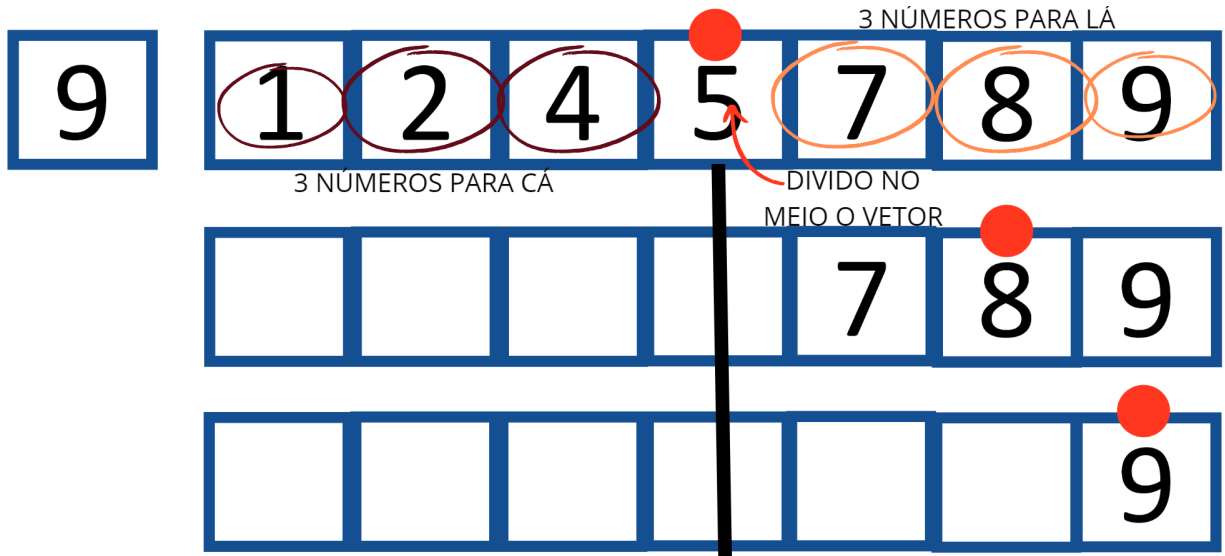 3 NÚMEROS PARA LÁ
9 1 2 4 5 7 8 9
3 NÚMEROS PARA CÁ
DIVIDO NO
MEIO O VETOR
7 8 9
9